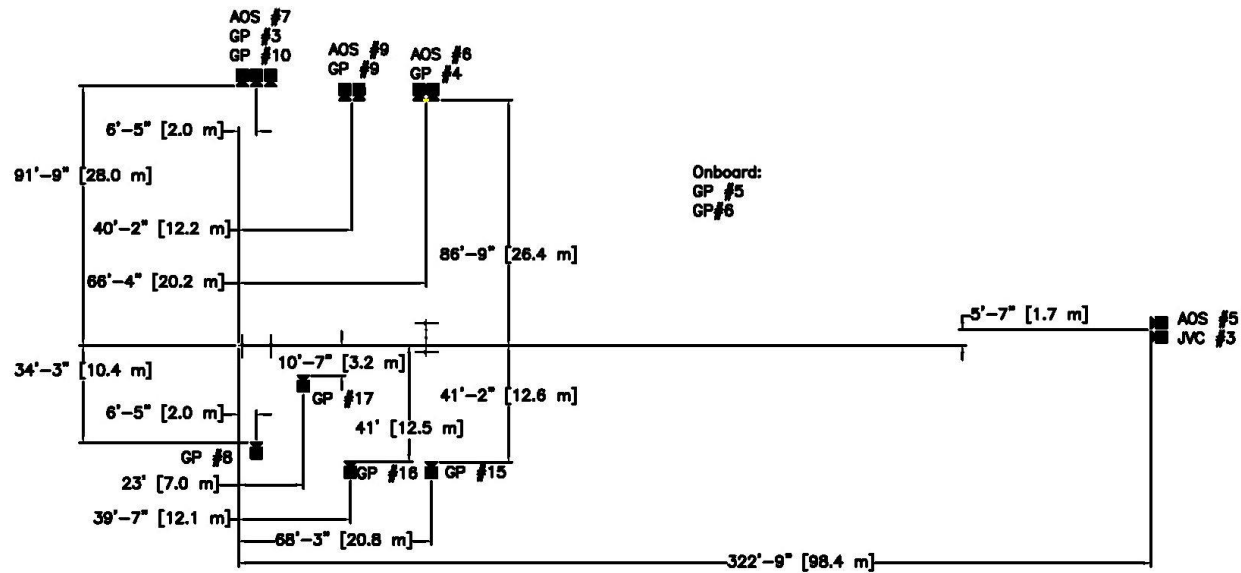 AOS #7
GP #3
GP #10
AOS #9
GP #9
AOS #6
GP #4
6'-5" [2.0 m]
91'-9" [28.0 m]
Onboard:
GP #5
GP#6
40'-2" [12.2 m]
86'-9" [26.4 m]
66'-4" [20.2 m]
5'-7" [1.7 m]
AOS #5
JVC #3
34'-3" [10.4 m]
10'-7" [3.2 m]
GP #17
41'-2" [12.6 m]
6'-5" [2.0 m]
41' [12.5 m]
GP #8
GP #16
GP #15
23' [7.0 m]
39'-7" [12.1 m]
68'-3" [20.8 m]
322'-9" [98.4 m]